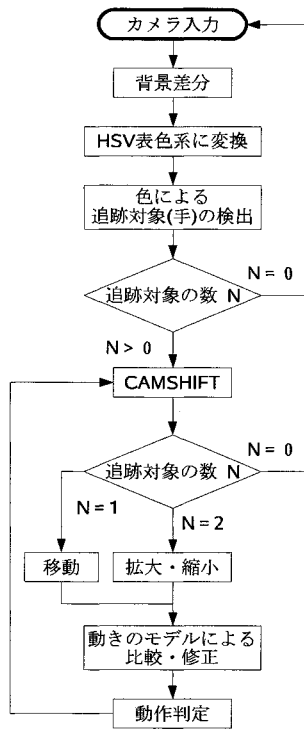 カメラ入力
背景差分
HSV表色系に変換
色による
追跡対象(手)の検出
N = 0
追跡対象の数 N
N > 0
CAMSHIFT
N = 0
追跡対象の数 N
N = 1
N = 2
移動
拡大・縮小
動きのモデルによる
比較・修正
動作判定